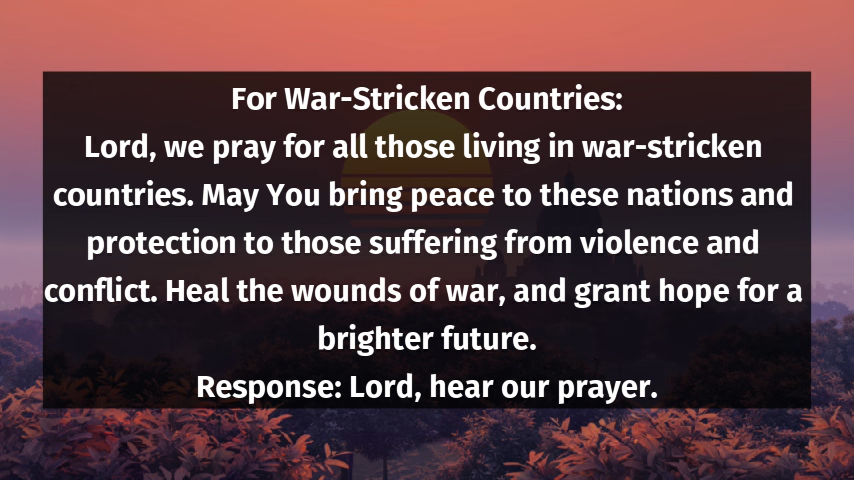 For War-Stricken Countries:
Lord, we pray for all those living in war-stricken
countries. May You bring peace to these nations and
protection to those suffering from violence and
conflict. Heal the wounds of war, and grant hope for a
brighter future.
Response: Lord, hear our prayer.